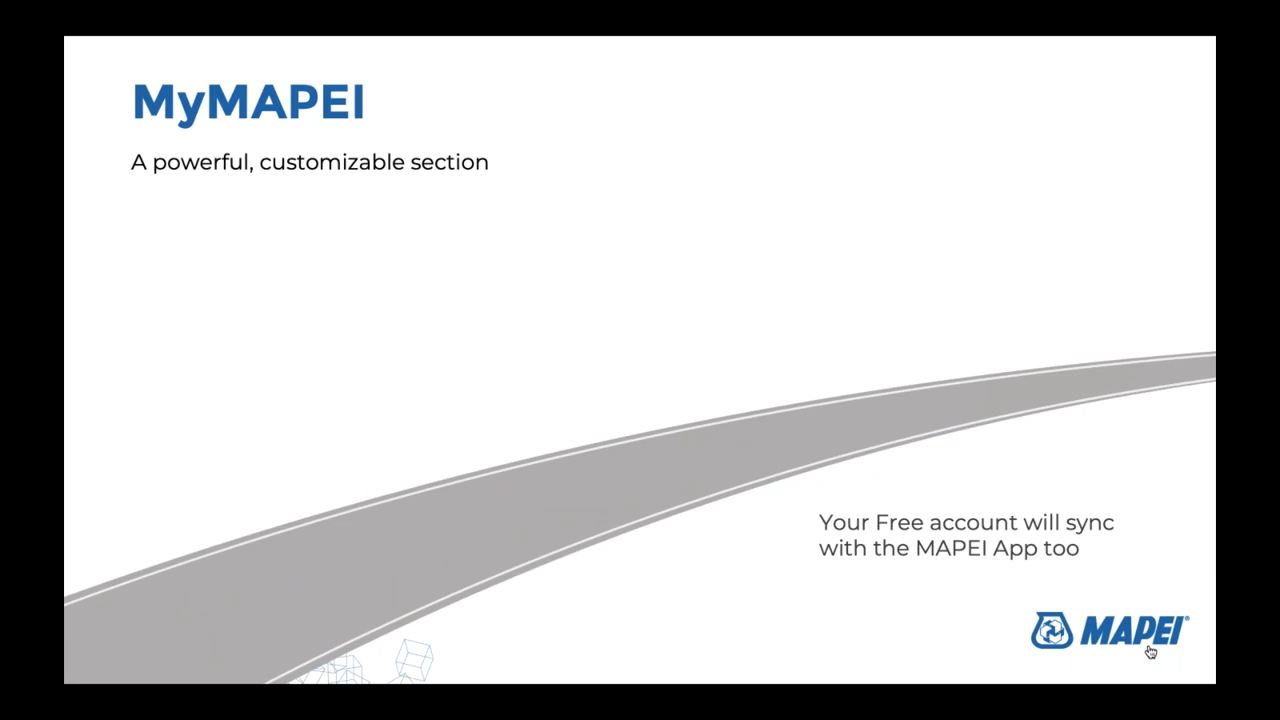 MyMAPEI
A powerful, customizable section
Your Free account will sync
with the MAPEI App too
MAPEI®